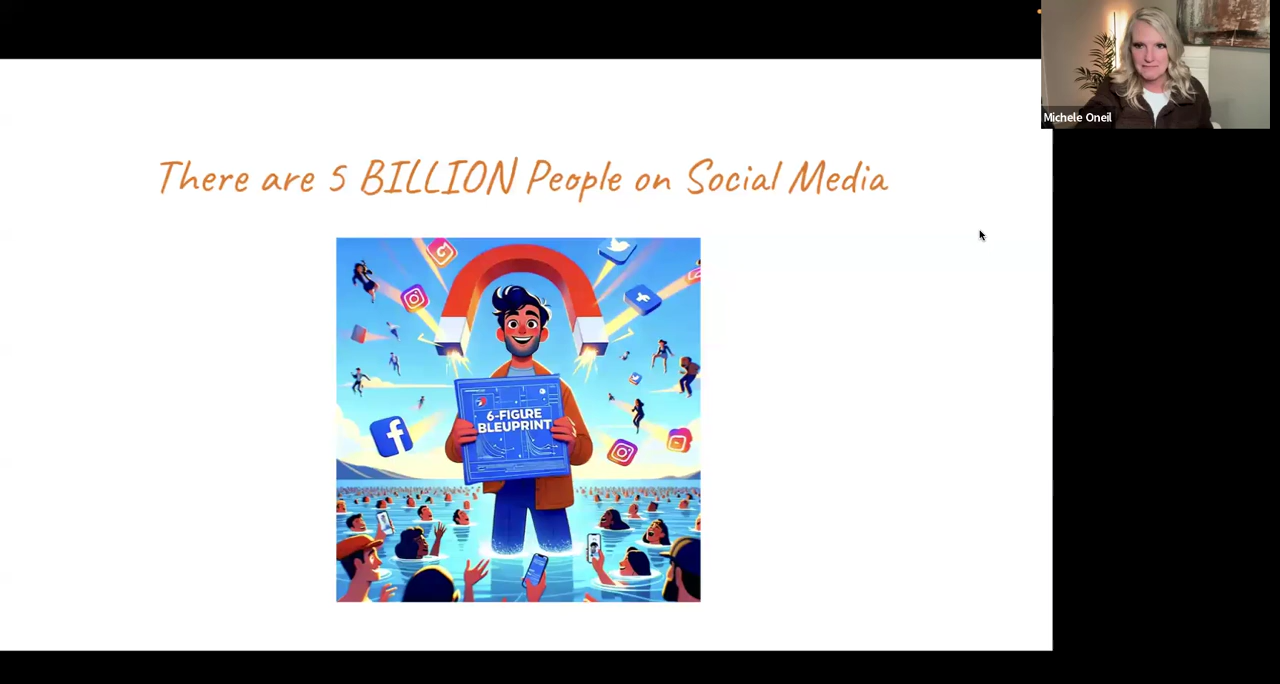 There are 5 BILLION People on Social Media
Michele Oneil
6-FIGURE
BLEUPRINT